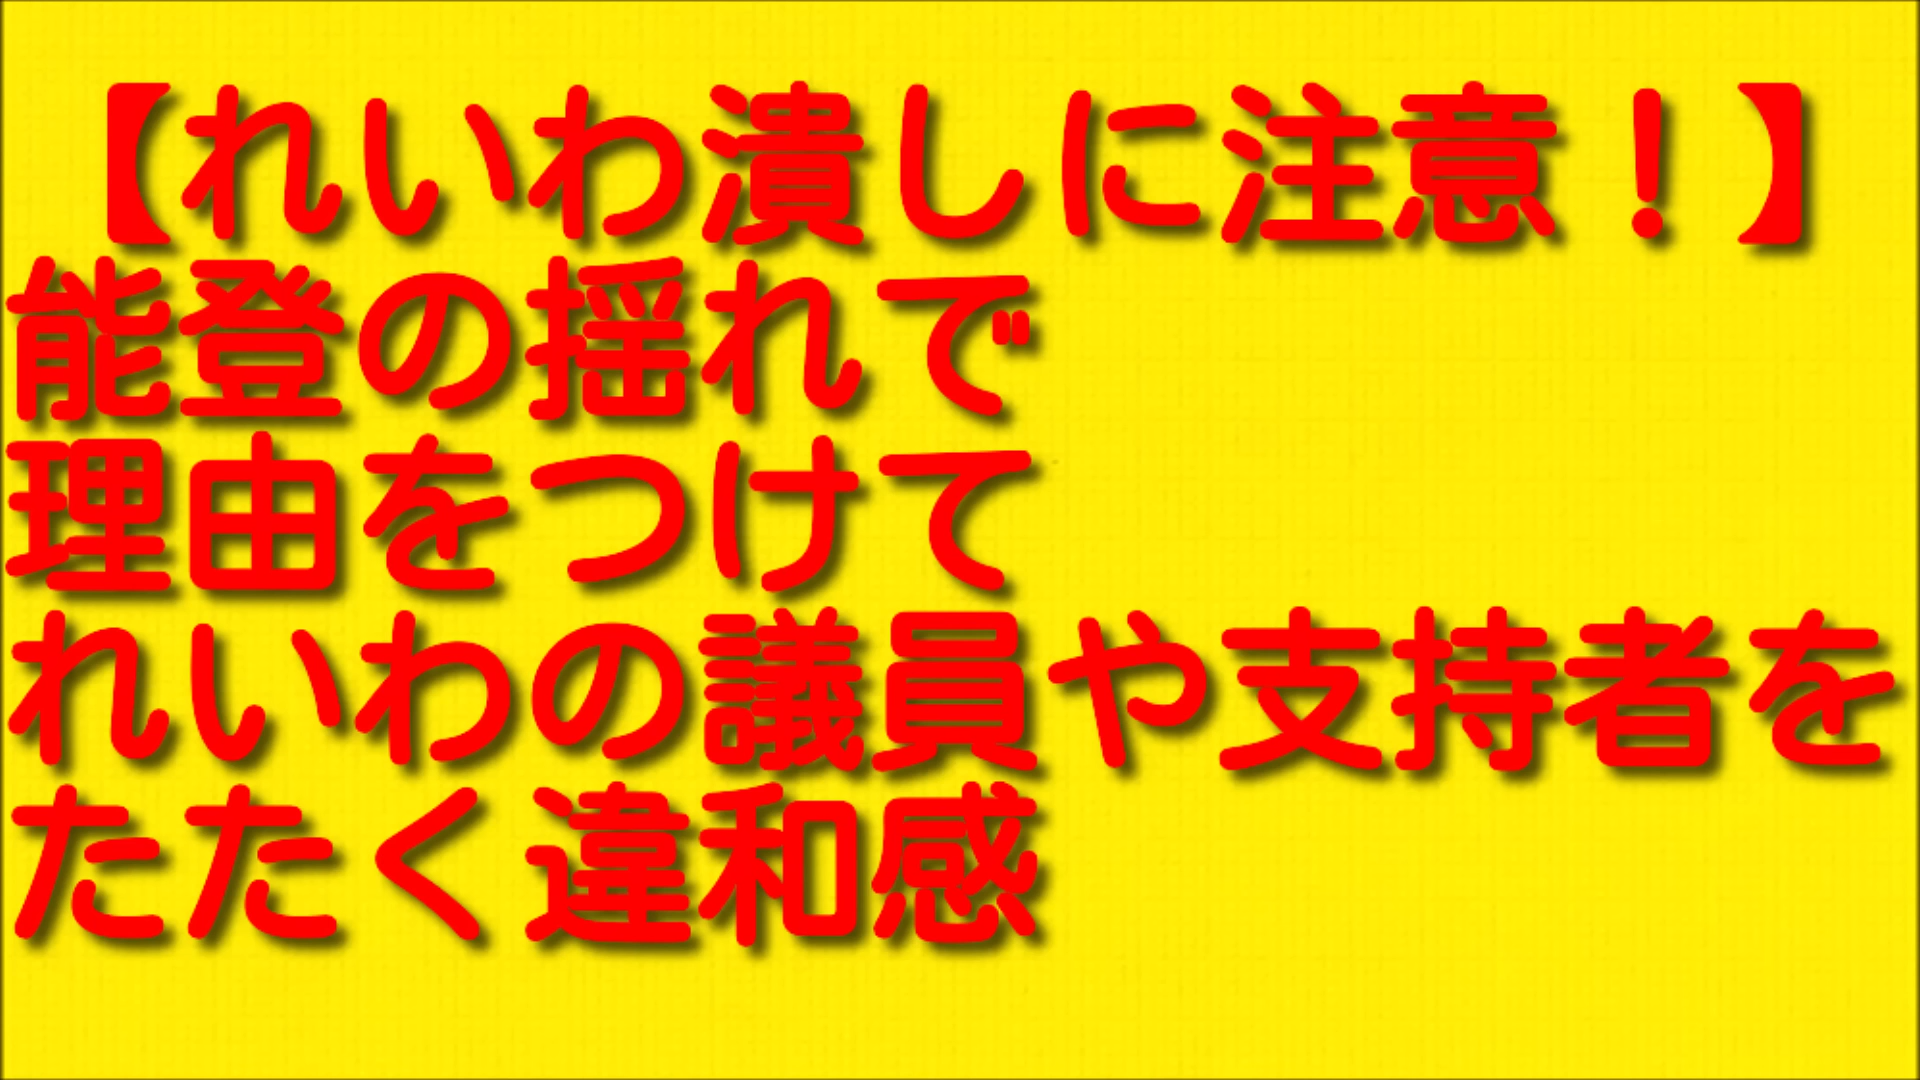 【れいわ潰しに注意！】
能登の揺れで
理由をつけて
れいわの議員や支持者を
たたく違和感